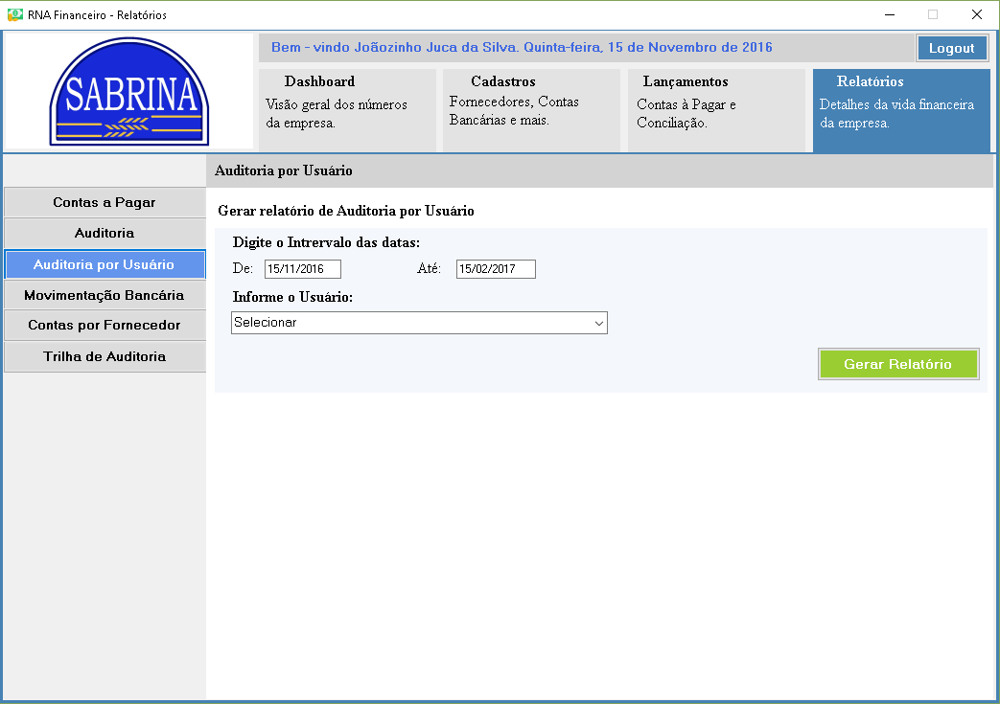 RNA Financeiro - Relatórios
SABRINA
Bem - vindo Joãozinho Juca da Silva. Quinta-feira, 15 de Novembro de 2016
Logout
Dashboard
Visão geral dos números
da empresa.
Cadastros
Fornecedores, Contas
Bancárias e mais.
Lançamentos
Contas à Pagar e
Conciliação.
Relatórios
Detalhes da vida financeira
da empresa.
Auditoria por Usuário
Contas a Pagar
Auditoria
Auditoria por Usuário
Movimentação Bancária
Contas por Fornecedor
Trilha de Auditoria
Gerar relatório de Auditoria por Usuário
Digite o Intrervalo das datas:
De: 15/11/2016 Até: 15/02/2017
Informe o Usuário:
Selecionar
Gerar Relatório